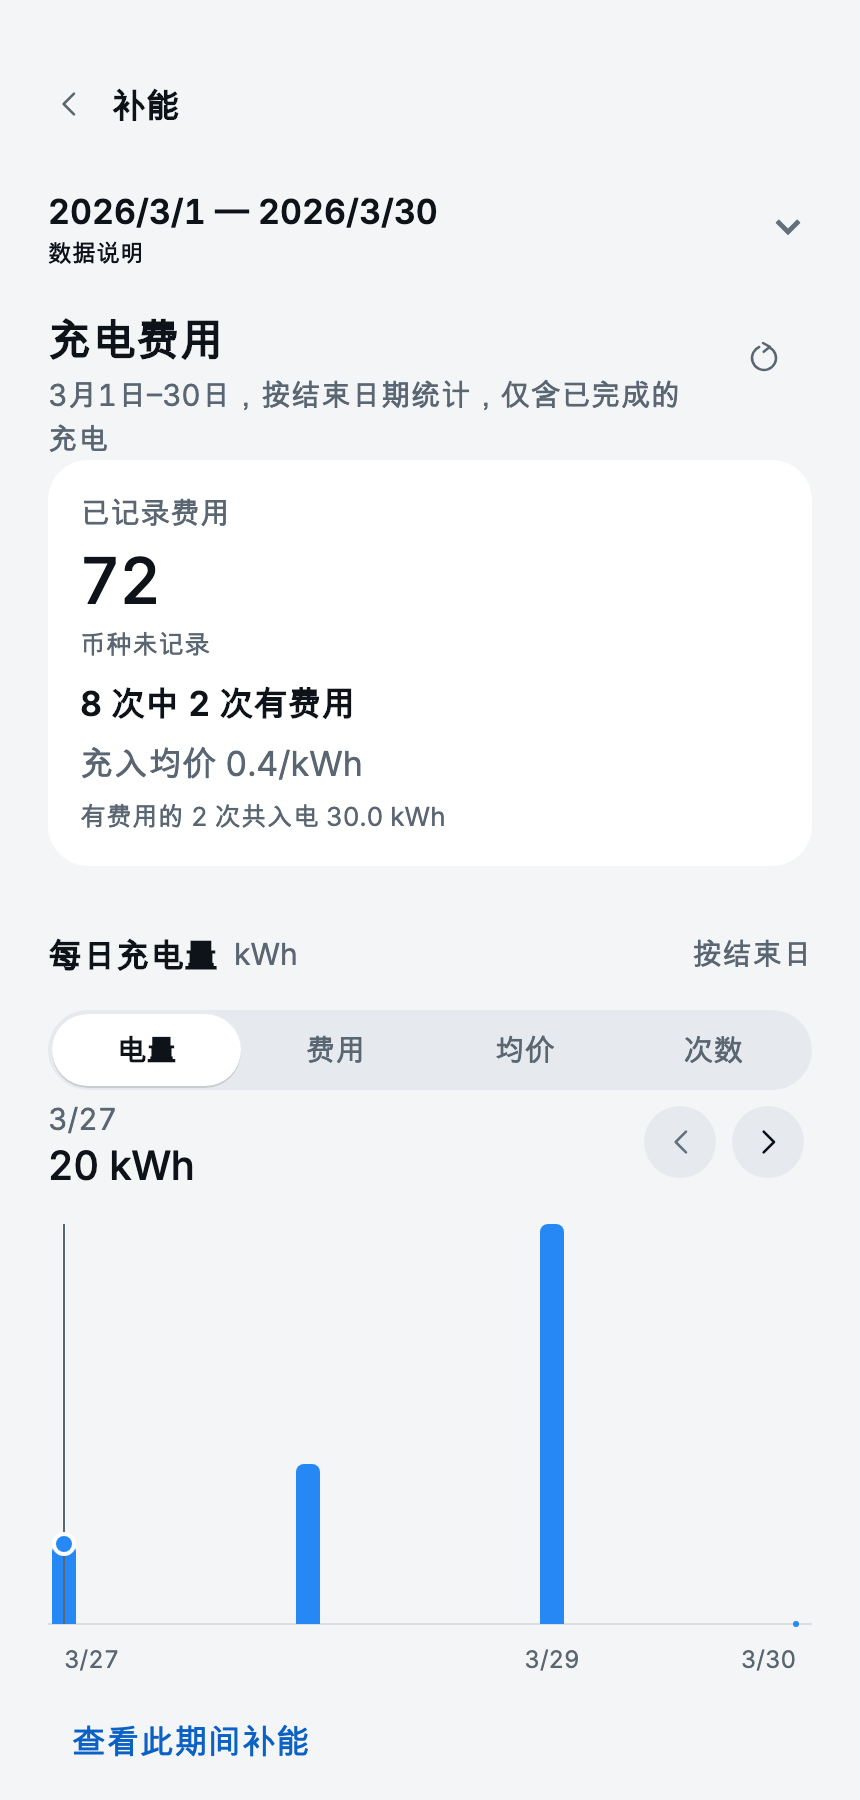 补能
2026/3/1 — 2026/3/30
数据说明
充电费用
3月1日–30日，按结束日期统计，仅含已完成的
充电
已记录费用
72
币种未记录
8 次中 2 次有费用
充入均价 0.4/kWh
有费用的 2 次共入电 30.0 kWh
每日充电量 kWh
按结束日
电量 费用 均价 次数
3/27
20 kWh
3/27 3/29 3/30
查看此期间补能